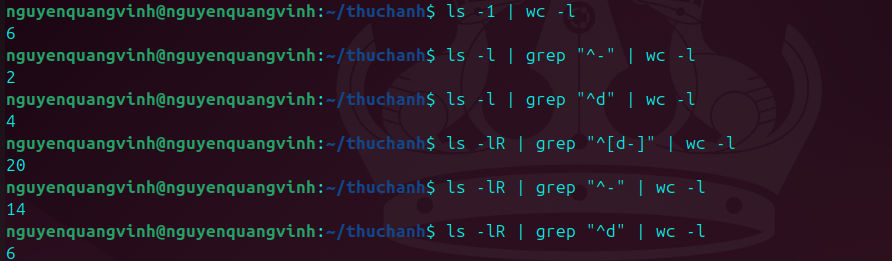 nguyenquangvinh@nguyenquangvinh:~/thuchanh$ ls -1 | wc -l
6
nguyenquangvinh@nguyenquangvinh:~/thuchanh$ ls -l | grep "^-" | wc -l
2
nguyenquangvinh@nguyenquangvinh:~/thuchanh$ ls -l | grep "^d" | wc -l
4
nguyenquangvinh@nguyenquangvinh:~/thuchanh$ ls -lR | grep "^[d-]" | wc -l
20
nguyenquangvinh@nguyenquangvinh:~/thuchanh$ ls -lR | grep "^-" | wc -l
14
nguyenquangvinh@nguyenquangvinh:~/thuchanh$ ls -lR | grep "^d" | wc -l
6